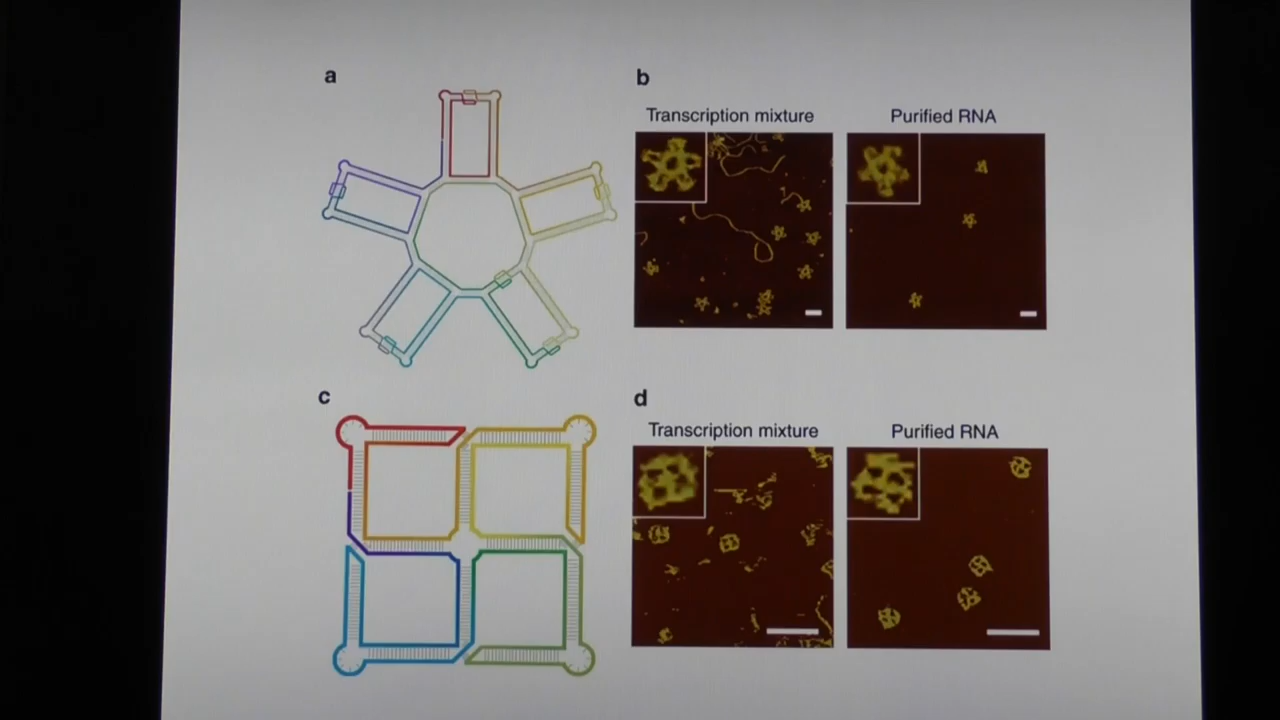 a
b
Transcription mixture
Purified RNA
c
d
Transcription mixture
Purified RNA